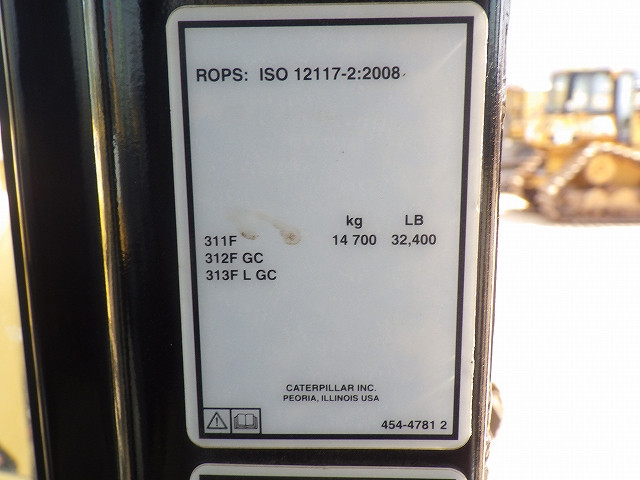 ROPS: ISO 12117-2:2008
kg LB
311F 14 700 32,400
312F GC
313F L GC
CATERPILLAR INC.
PEORIA, ILLINOIS USA
454-4781 2